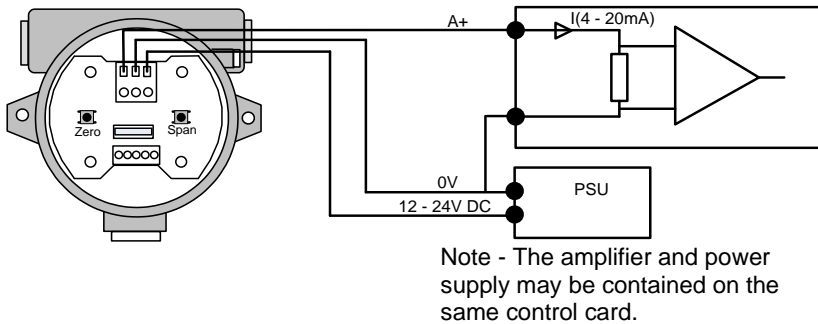 A+
I(4 - 20mA)
Zero
Span
0V
PSU
12 - 24V DC
Note - The amplifier and power
supply may be contained on the
same control card.